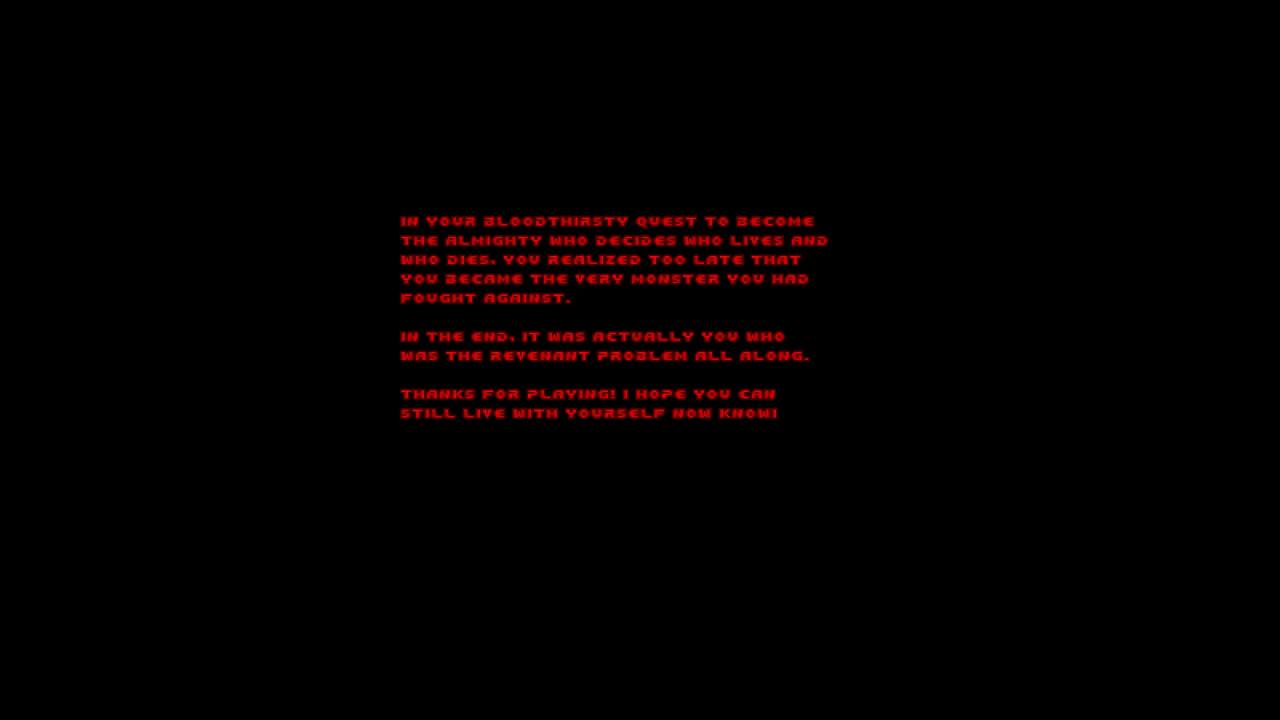 IN YOUR BLOODTHIRSTY QUEST TO BECOME
THE ALMIGHTY WHO DECIDES WHO LIVES AND
WHO DIES, YOU REALIZED TOO LATE THAT
YOU BECAME THE VERY MONSTER YOU HAD
FOUGHT AGAINST.
IN THE END, IT WAS ACTUALLY YOU WHO
WAS THE REVENANT PROBLEM ALL ALONG.
THANKS FOR PLAYING! I HOPE YOU CAN
STILL LIVE WITH YOURSELF NOW KNOW!